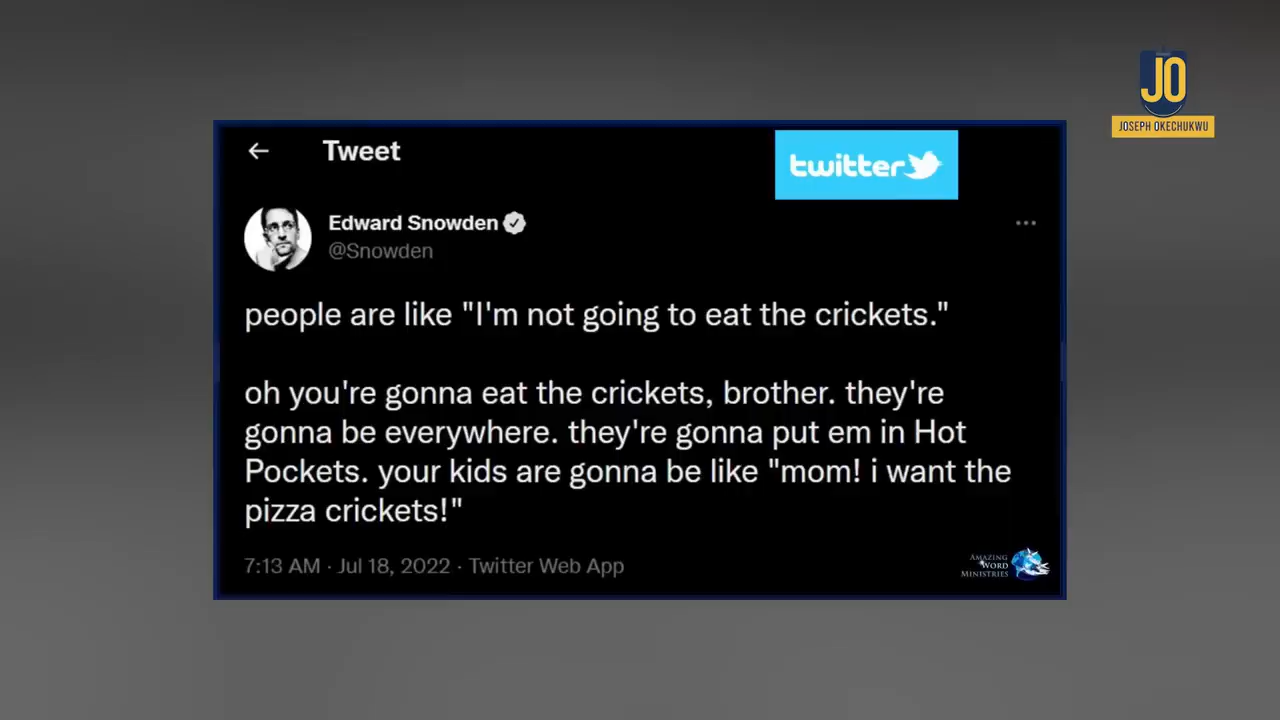 JO
JOSEPH OKECHUKWU
Tweet
twitter
Edward Snowden
@Snowden
people are like "I'm not going to eat the crickets."
oh you're gonna eat the crickets, brother. they're
gonna be everywhere. they're gonna put em in Hot
Pockets. your kids are gonna be like "mom! i want the
pizza crickets!"
7:13 AM · Jul 18, 2022 · Twitter Web App
AMAZING
WORD
MINISTRIES